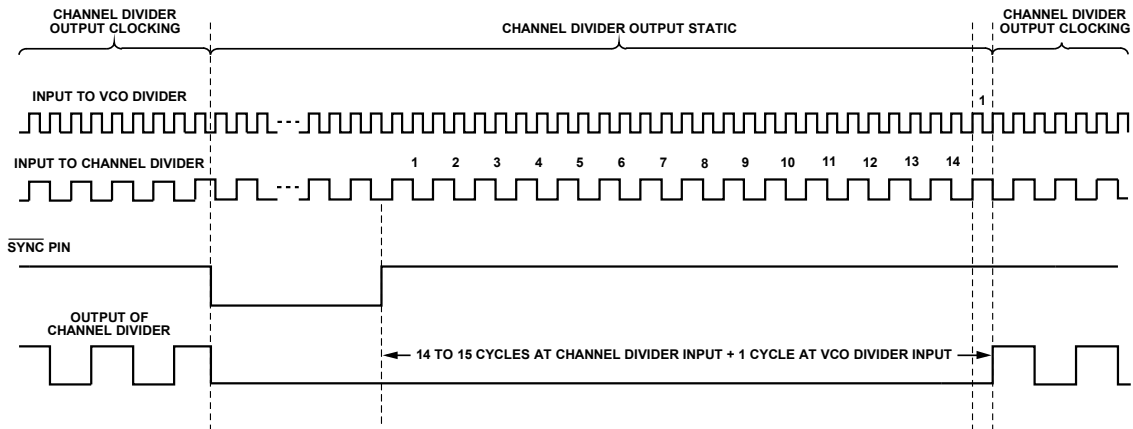 CHANNEL DIVIDER
OUTPUT CLOCKING
CHANNEL DIVIDER OUTPUT STATIC
CHANNEL DIVIDER
OUTPUT CLOCKING
INPUT TO VCO DIVIDER
1
INPUT TO CHANNEL DIVIDER
1 2 3 4 5 6 7 8 9 10 11 12 13 14
SYNC PIN
OUTPUT OF
CHANNEL DIVIDER
14 TO 15 CYCLES AT CHANNEL DIVIDER INPUT + 1 CYCLE AT VCO DIVIDER INPUT